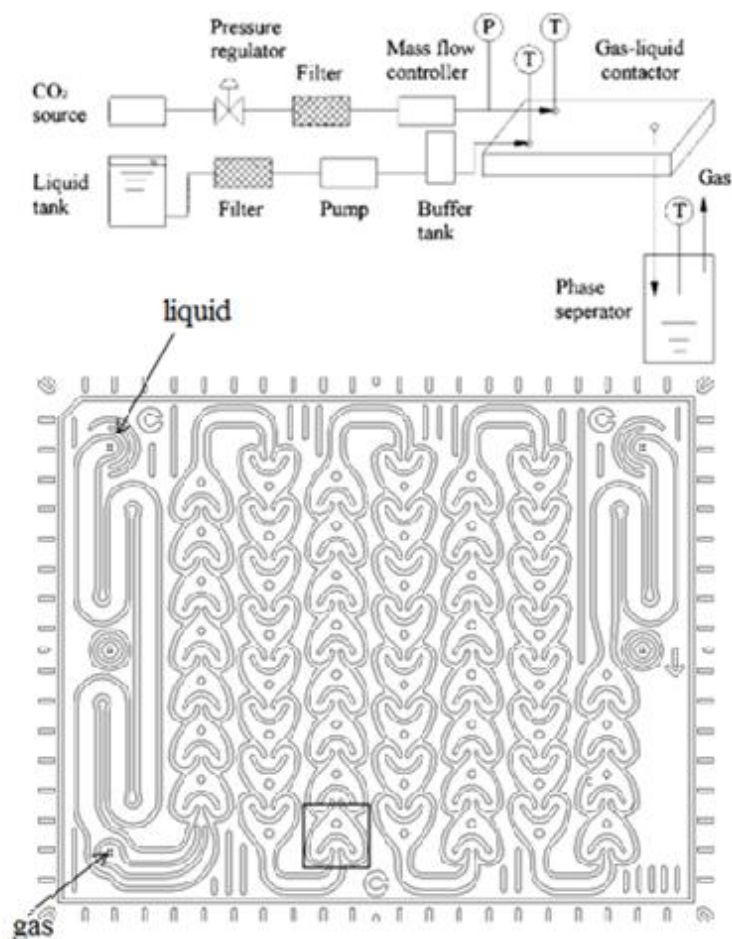 Pressure
regulator
Filter
Mass flow
controller
P
T
T
Gas-liquid
contactor
CO₂
source
Liquid
tank
Filter
Pump
Buffer
tank
Gas
T
Phase
seperator
liquid
gas